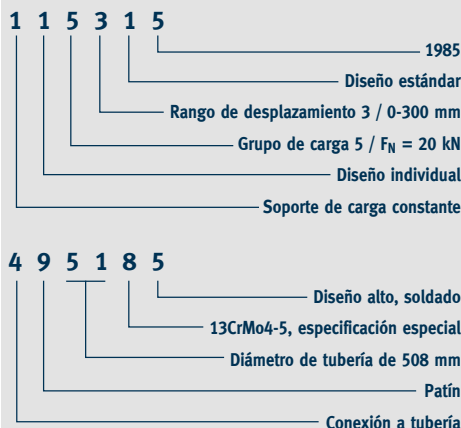 1 1 5 3 1 5
1985
Diseño estándar
Rango de desplazamiento 3 / 0-300 mm
Grupo de carga 5 / FN = 20 kN
Diseño individual
Soporte de carga constante
4 9 5 1 8 5
Diseño alto, soldado
13CrMo4-5, especificación especial
Diámetro de tubería de 508 mm
Patín
Conexión a tubería